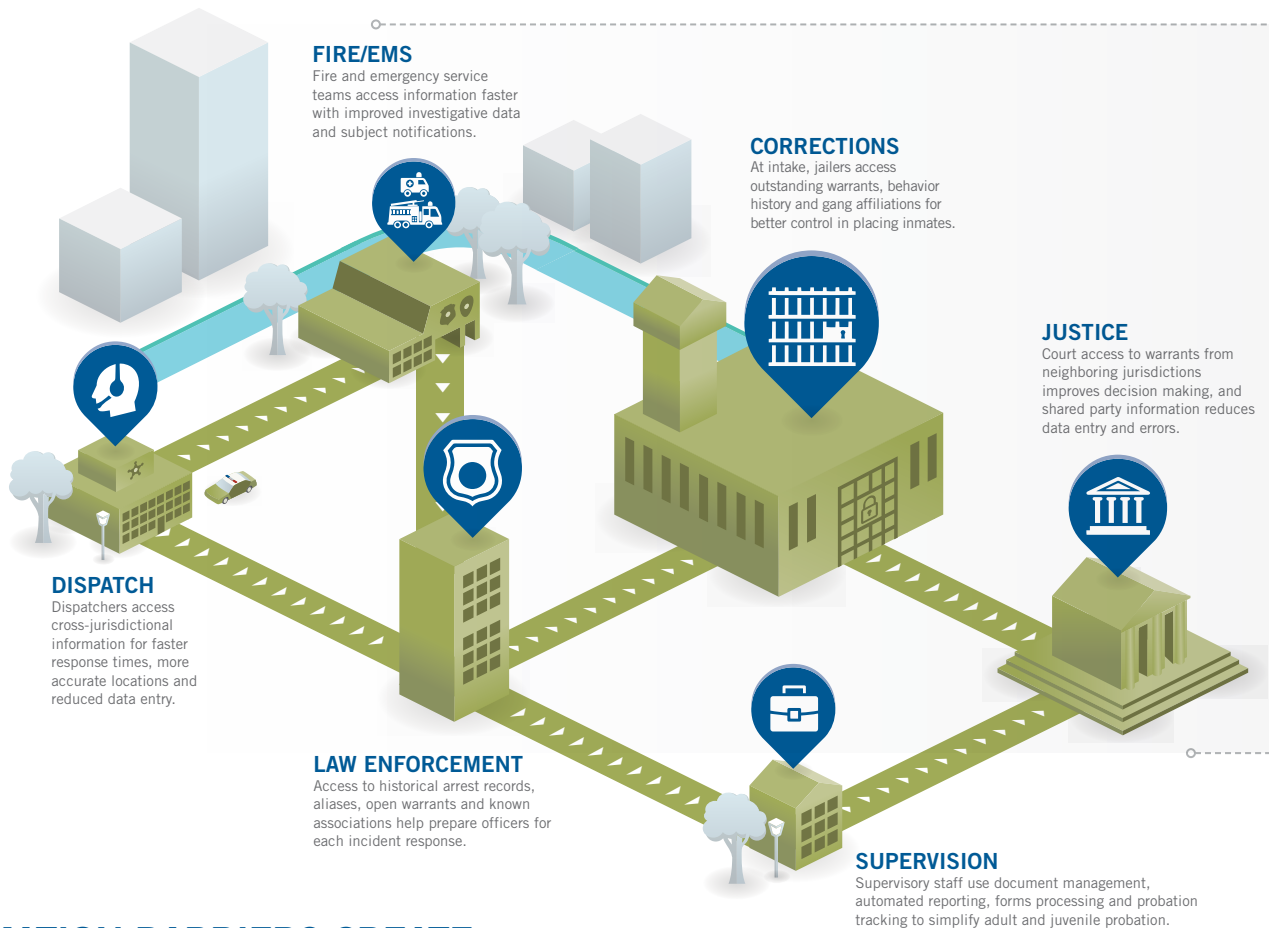 FIRE/EMS
Fire and emergency service
teams access information faster
with improved investigative data
and subject notifications.
CORRECTIONS
At intake, jailers access
outstanding warrants, behavior
history and gang affiliations for
better control in placing inmates.
JUSTICE
Court access to warrants from
neighboring jurisdictions
improves decision making, and
shared party information reduces
data entry and errors.
DISPATCH
Dispatchers access
cross-jurisdictional
information for faster
response times, more
accurate locations and
reduced data entry.
LAW ENFORCEMENT
Access to historical arrest records,
aliases, open warrants and known
associations help prepare officers for
each incident response.
SUPERVISION
Supervisory staff use document management,
automated reporting, forms processing and probation
tracking to simplify adult and juvenile probation.
BARRIERS CREATE